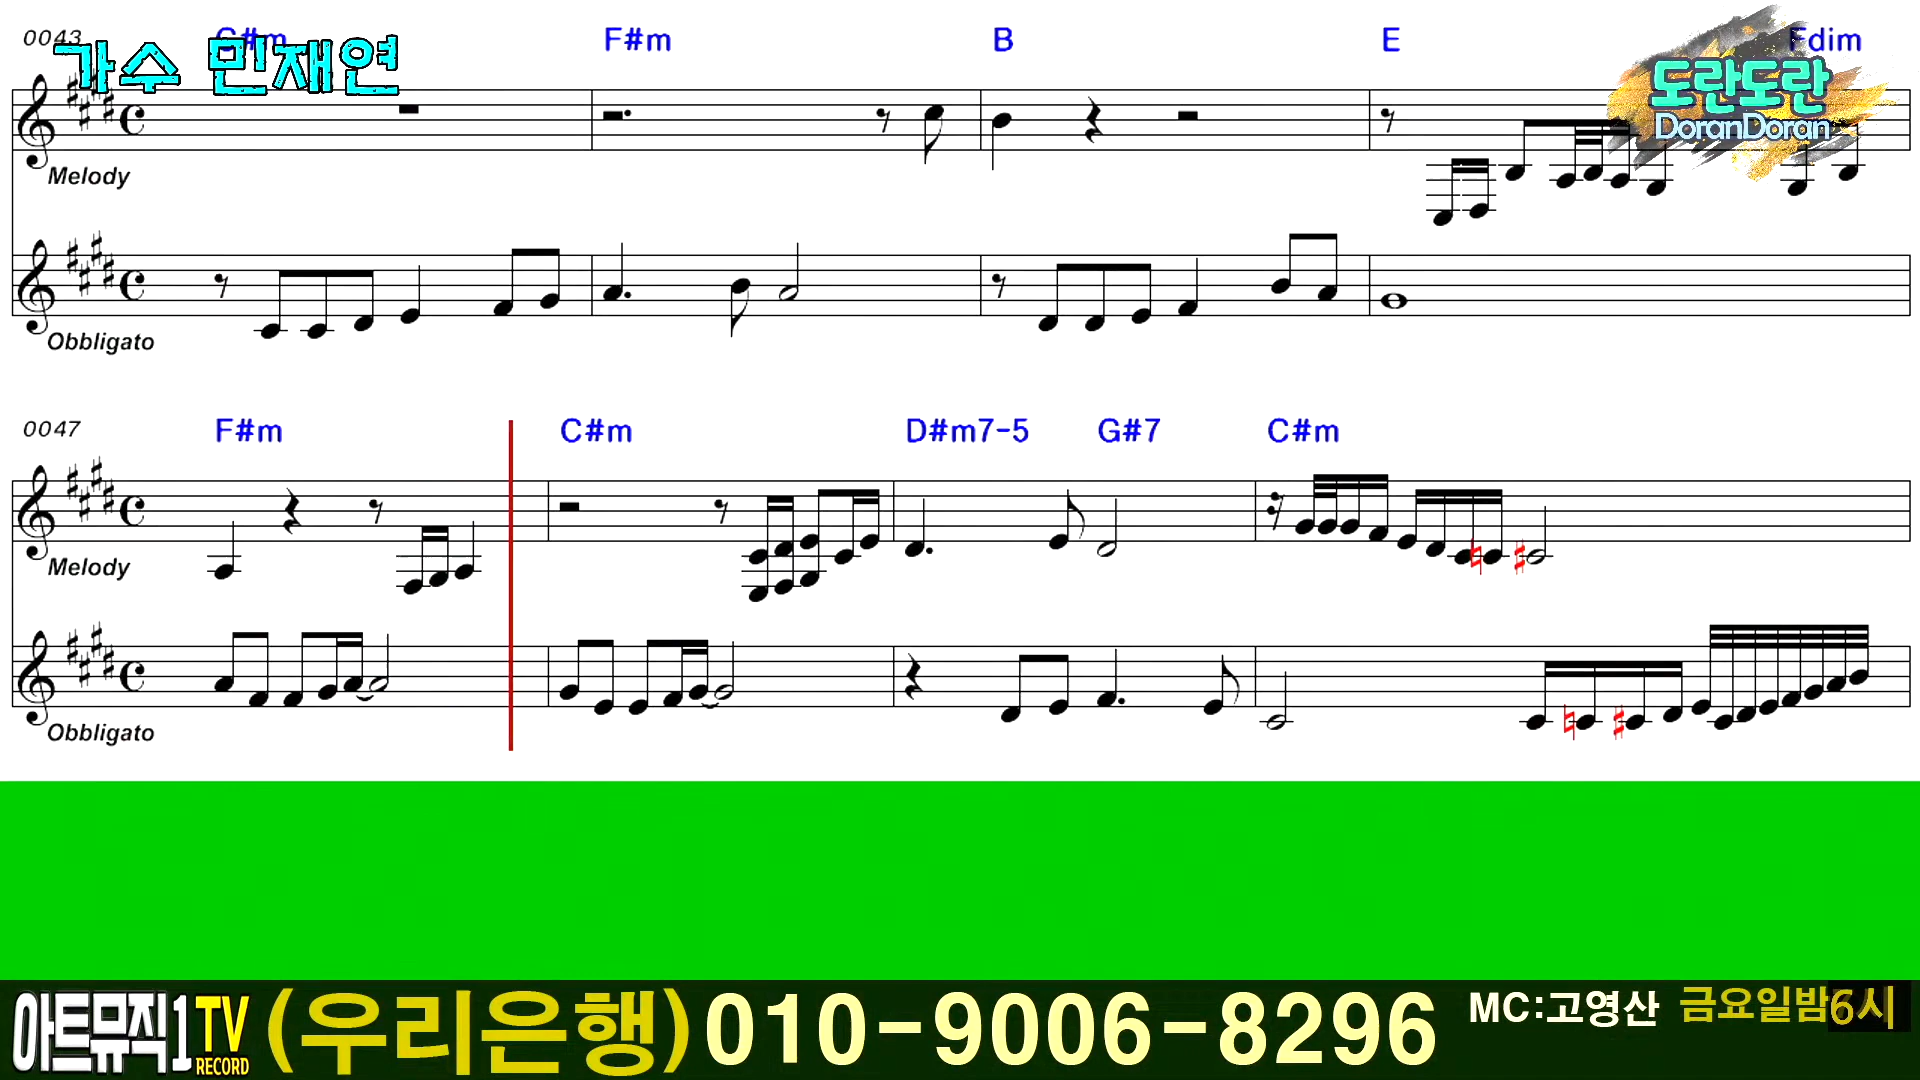 0043 C#m F#m B E Fdim
가수 민재연
도란도란
DoranDoran
Melody
Obbligato
0047 F#m C#m D#m7-5 G#7 C#m
Melody
Obbligato
아트뮤직1TV RECORD (우리은행) 010-9006-8296 MC:고영산 금요일밤6시